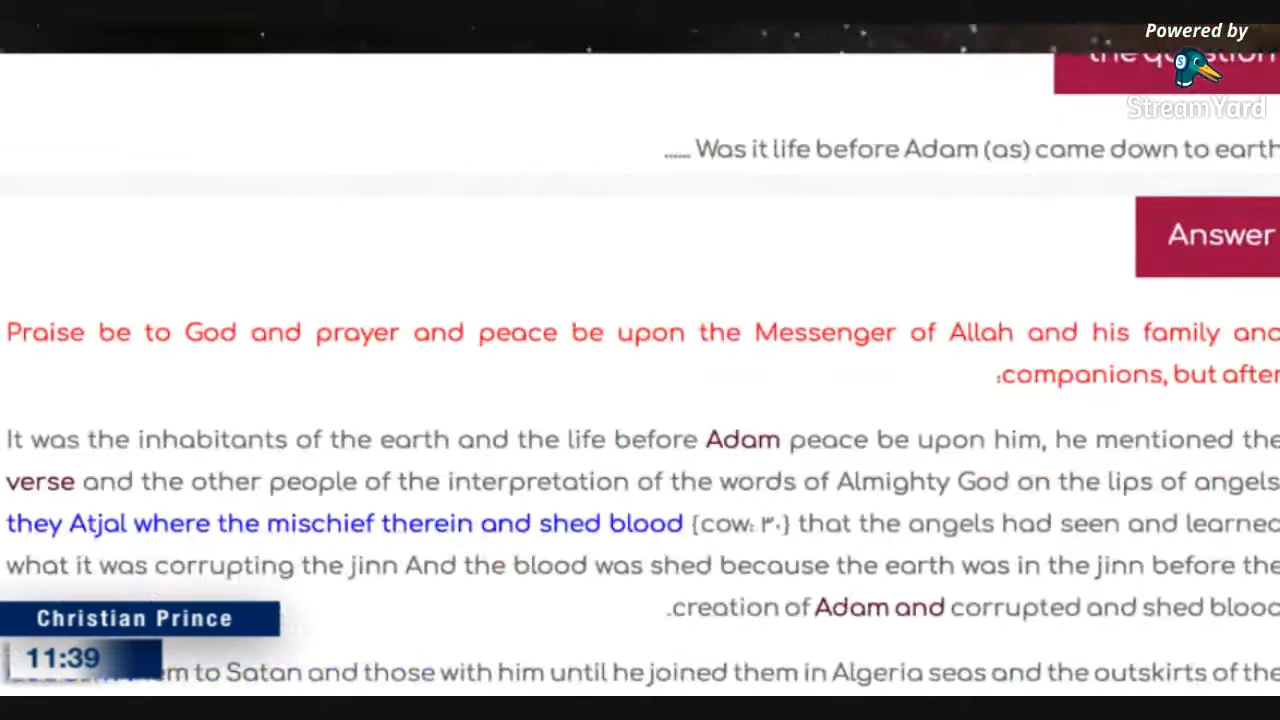 Powered by
StreamYard
the question
...... Was it life before Adam (as) came down to earth
Answer
Praise be to God and prayer and peace be upon the Messenger of Allah and his family and
:companions, but after
It was the inhabitants of the earth and the life before Adam peace be upon him, he mentioned the
verse and the other people of the interpretation of the words of Almighty God on the lips of angels
they Atjal where the mischief therein and shed blood {cow: ٣٠} that the angels had seen and learned
what it was corrupting the jinn And the blood was shed because the earth was in the jinn before the
.creation of Adam and corrupted and shed blood
Christian Prince
11:39
to Satan and those with him until he joined them in Algeria seas and the outskirts of the